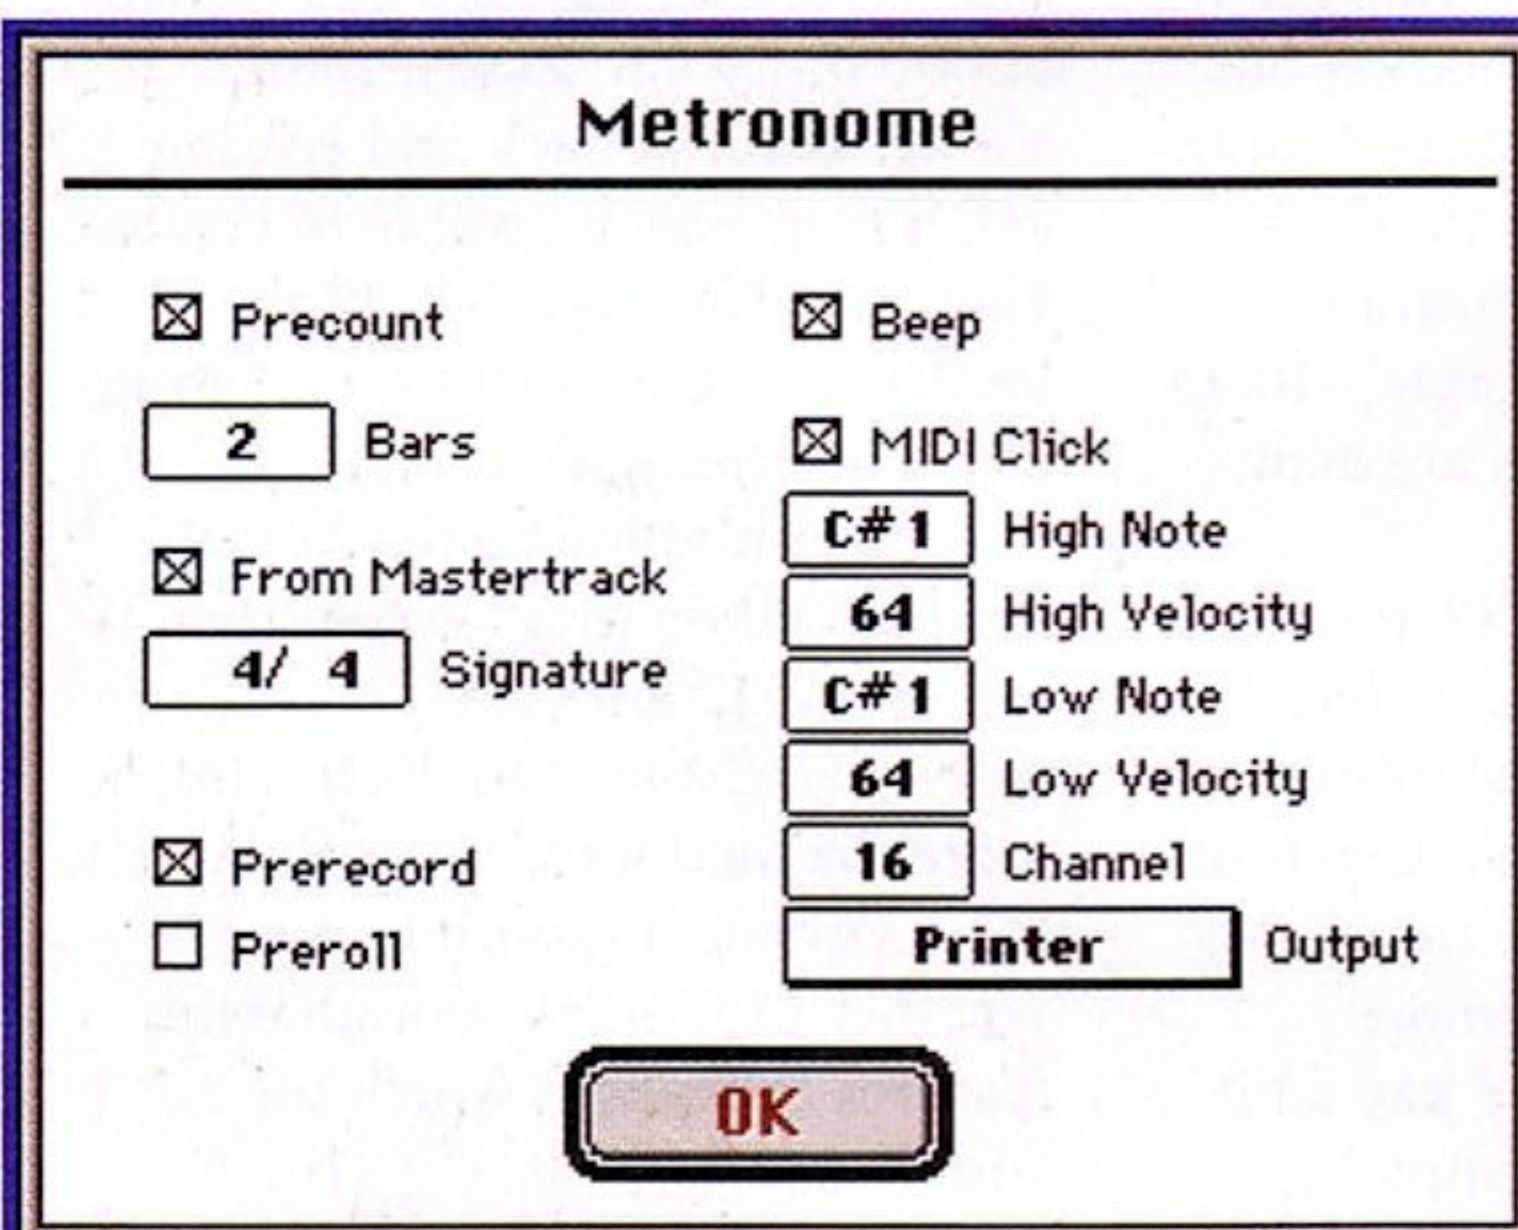 Metronome
Precount
2 Bars
From Mastertrack
4/ 4 Signature
Prerecord
Preroll
Beep
MIDI Click
C#1 High Note
64 High Velocity
C#1 Low Note
64 Low Velocity
16 Channel
Printer Output
OK